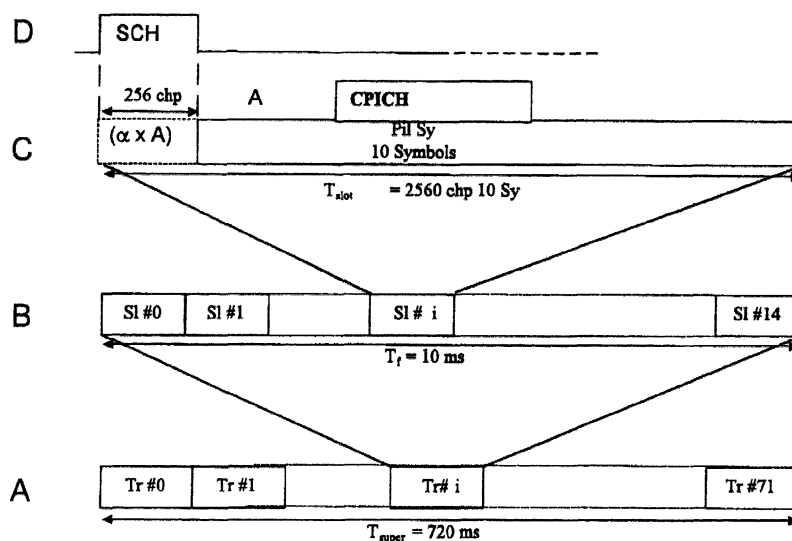 D SCH
256 chp A CPICH
(α x A) Pil Sy
C 10 Symbols
T_slot = 2560 chp 10 Sy
B Sl #0 Sl #1 Sl # i Sl #14
T_f = 10 ms
A Tr #0 Tr #1 Tr# i Tr #71
T_super = 720 ms